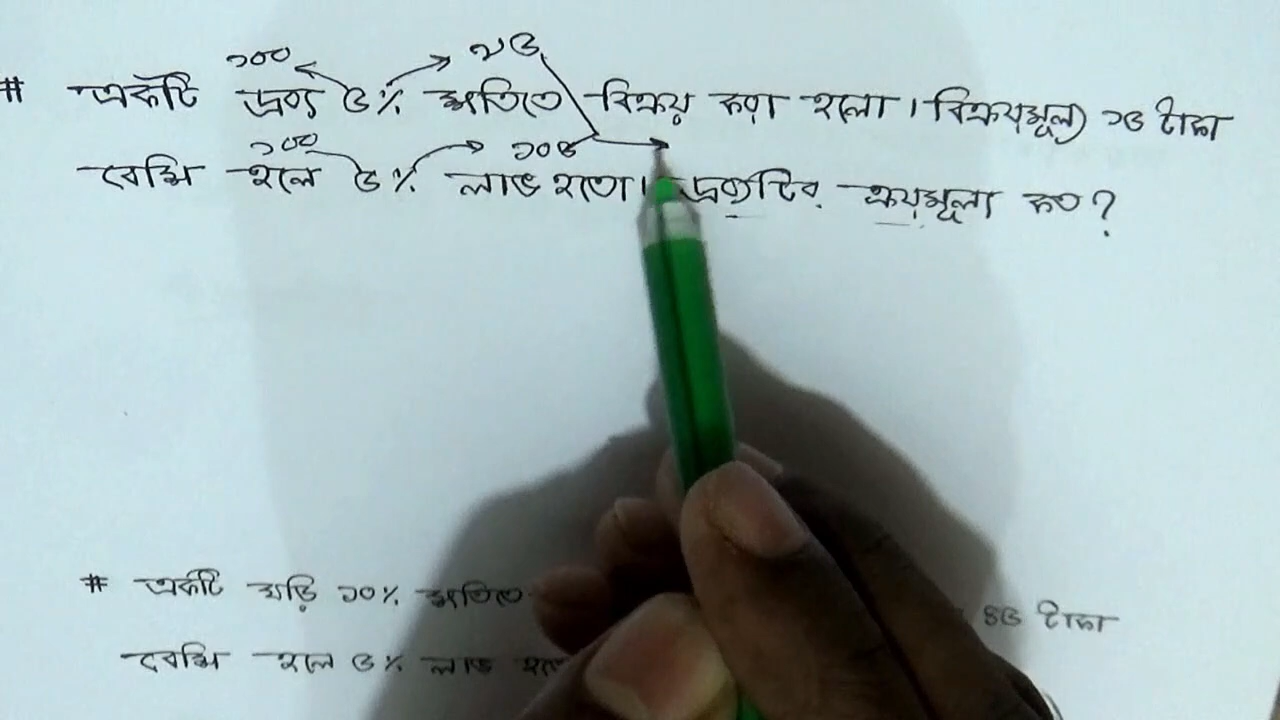 ১০০ ৯৫
# একটি দ্রব্য ৫% ক্ষতিতে বিক্রয় করা হলো। বিক্রয়মূল্য ১৫ টাকা
১০০ ১০৫
বেশি হলে ৫% লাভ হতো। দ্রব্যটির ক্রয়মূল্য কত?
# একটি ঘড়ি ১০% ক্ষতিতে ৪৫ টাকা
বেশি হলে ৫% লাভ